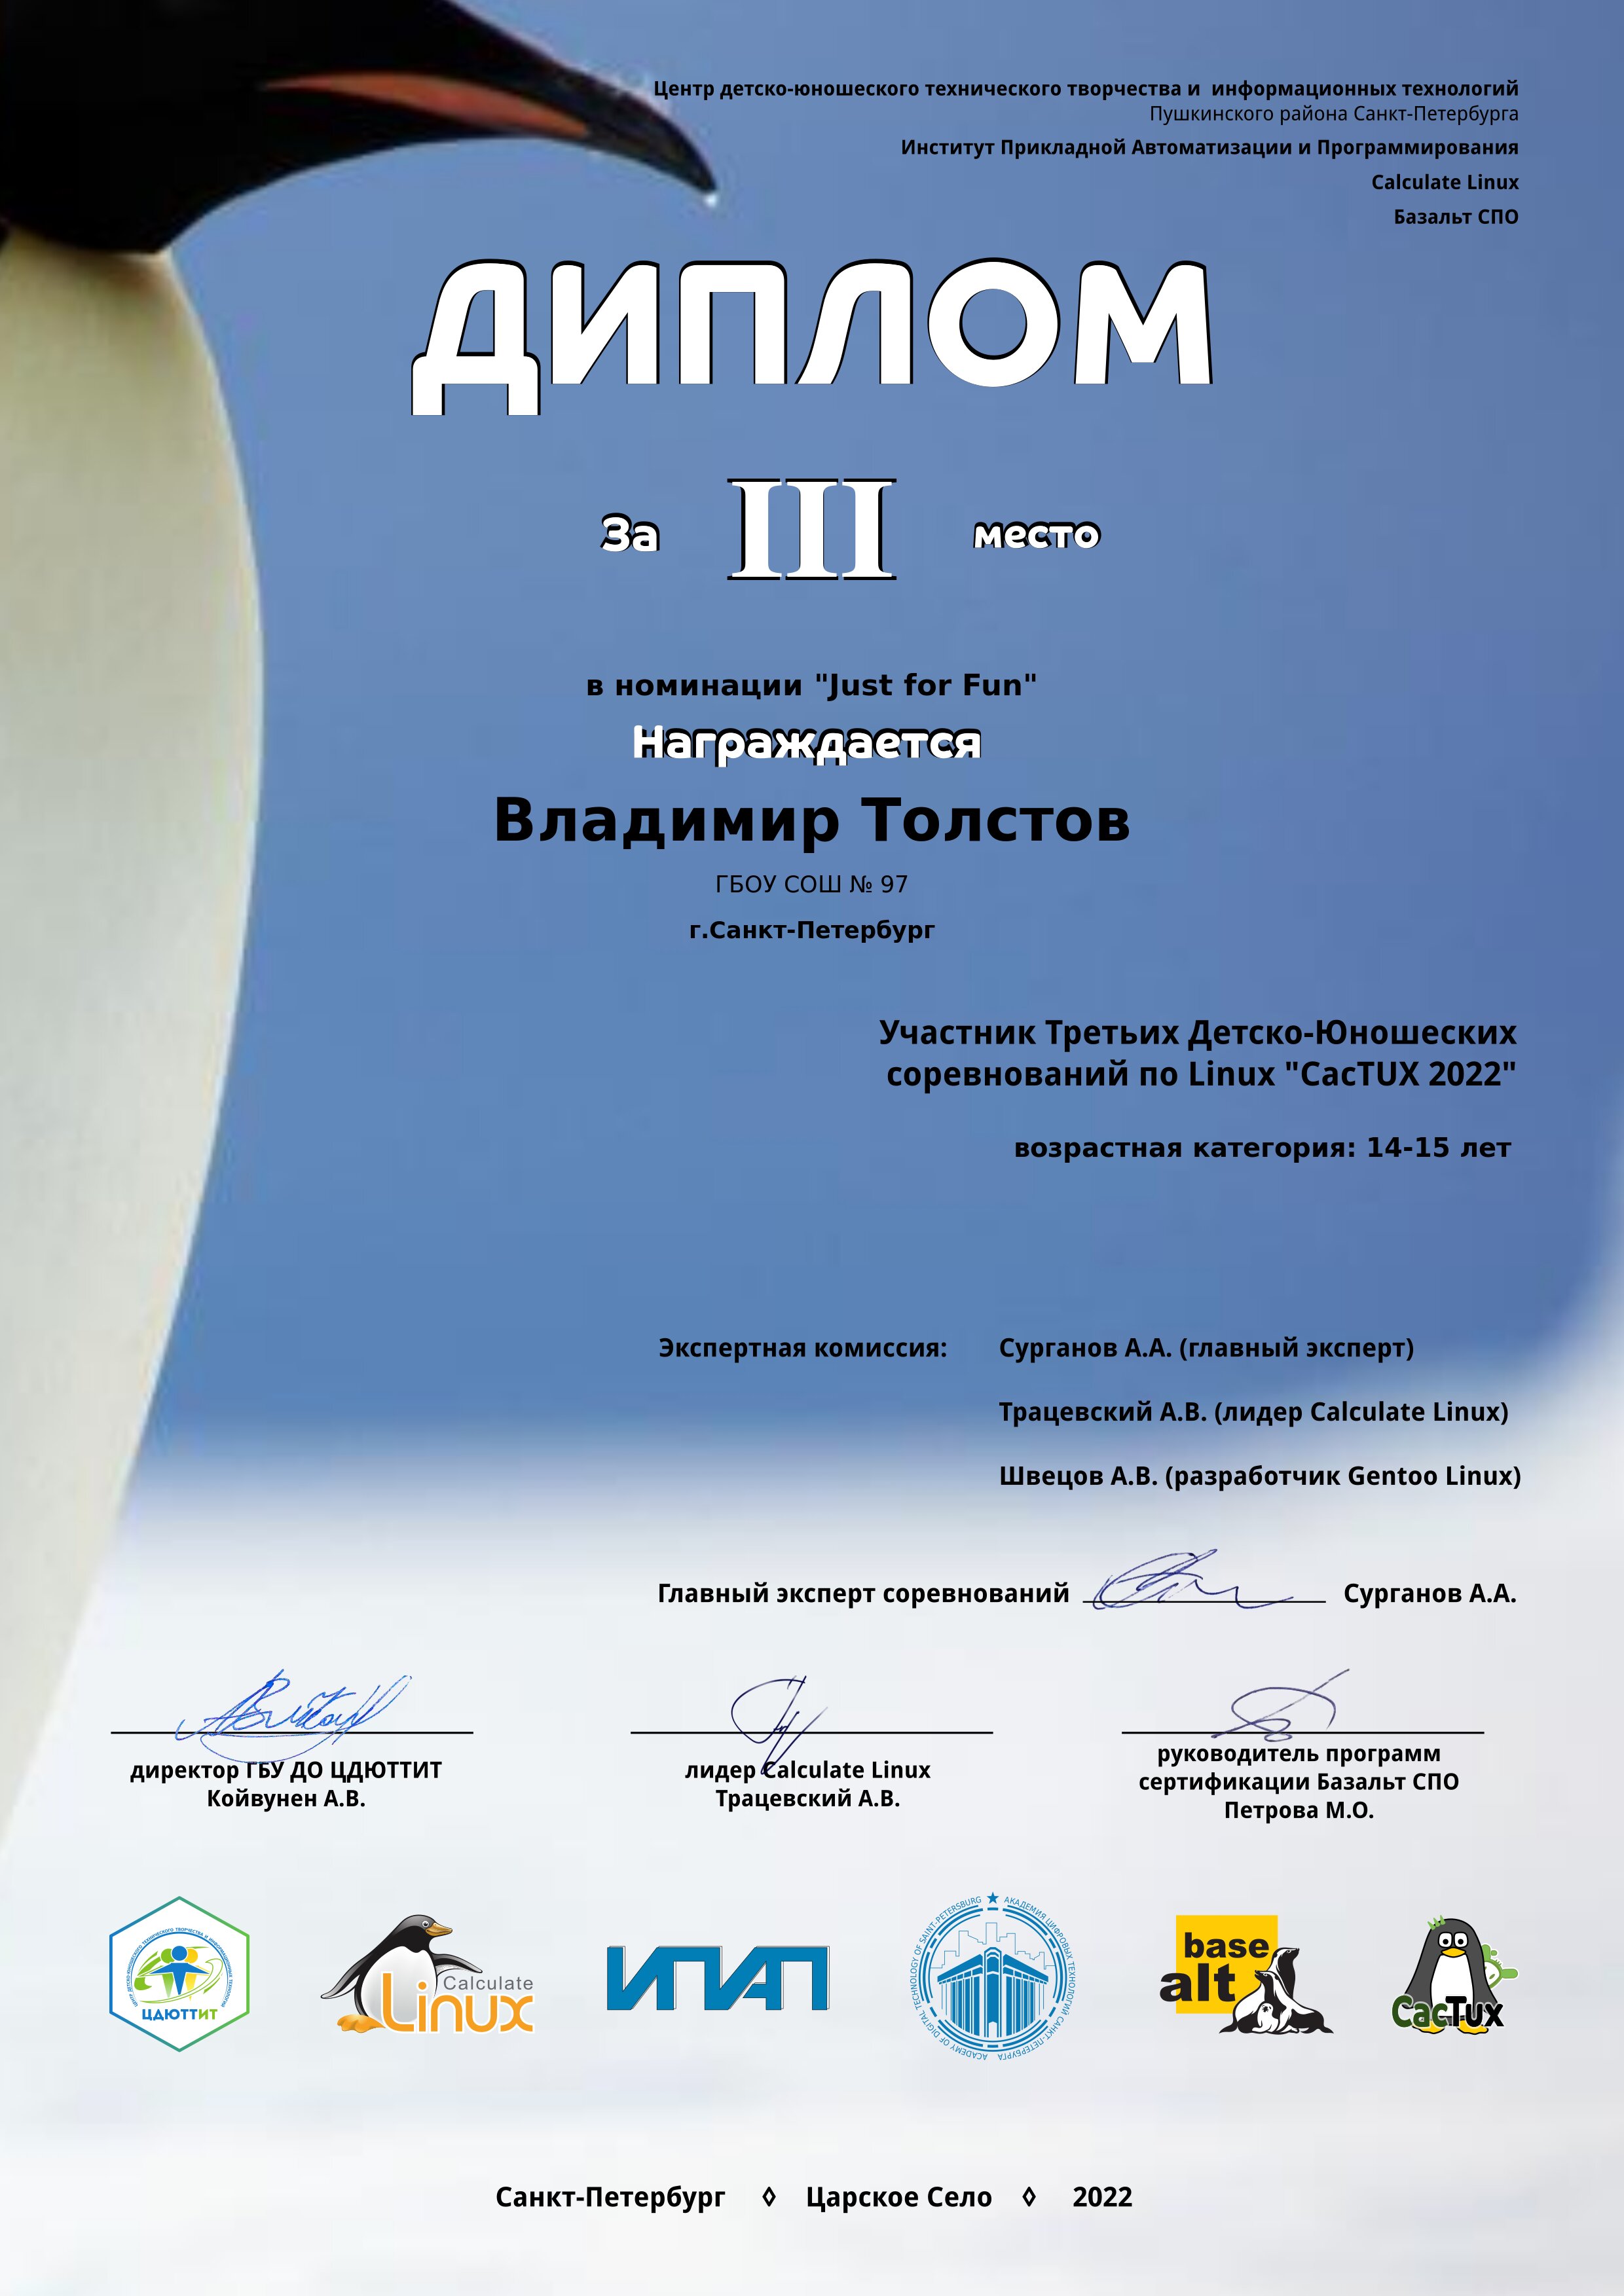 Центр детско-юношеского технического творчества и информационных технологий
Пушкинского района Санкт-Петербурга
Институт Прикладной Автоматизации и Программирования
Calculate Linux
Базальт СПО
ДИПЛОМ
За III место
в номинации "Just for Fun"
Награждается
Владимир Толстов
ГБОУ СОШ № 97
г.Санкт-Петербург
Участник Третьих Детско-Юношеских
соревнований по Linux "CacTUX 2022"
возрастная категория: 14-15 лет
Экспертная комиссия: Сурганов А.А. (главный эксперт)
Трацевский А.В. (лидер Calculate Linux)
Швецов А.В. (разработчик Gentoo Linux)
Главный эксперт соревнований Сурганов А.А.
директор ГБУ ДО ЦДЮТТИТ
Койвунен А.В.
лидер Calculate Linux
Трацевский А.В.
руководитель программ
сертификации Базальт СПО
Петрова М.О.
ЦДЮТТИТ
Calculate
Linux
ИПАП
ACADEMY OF DIGITAL TECHNOLOGY OF SAINT-PETERSBURG ★ АКАДЕМИЯ ЦИФРОВЫХ ТЕХНОЛОГИЙ САНКТ-ПЕТЕРБУРГА
base
alt
CacTux
Санкт-Петербург ◊ Царское Село ◊ 2022